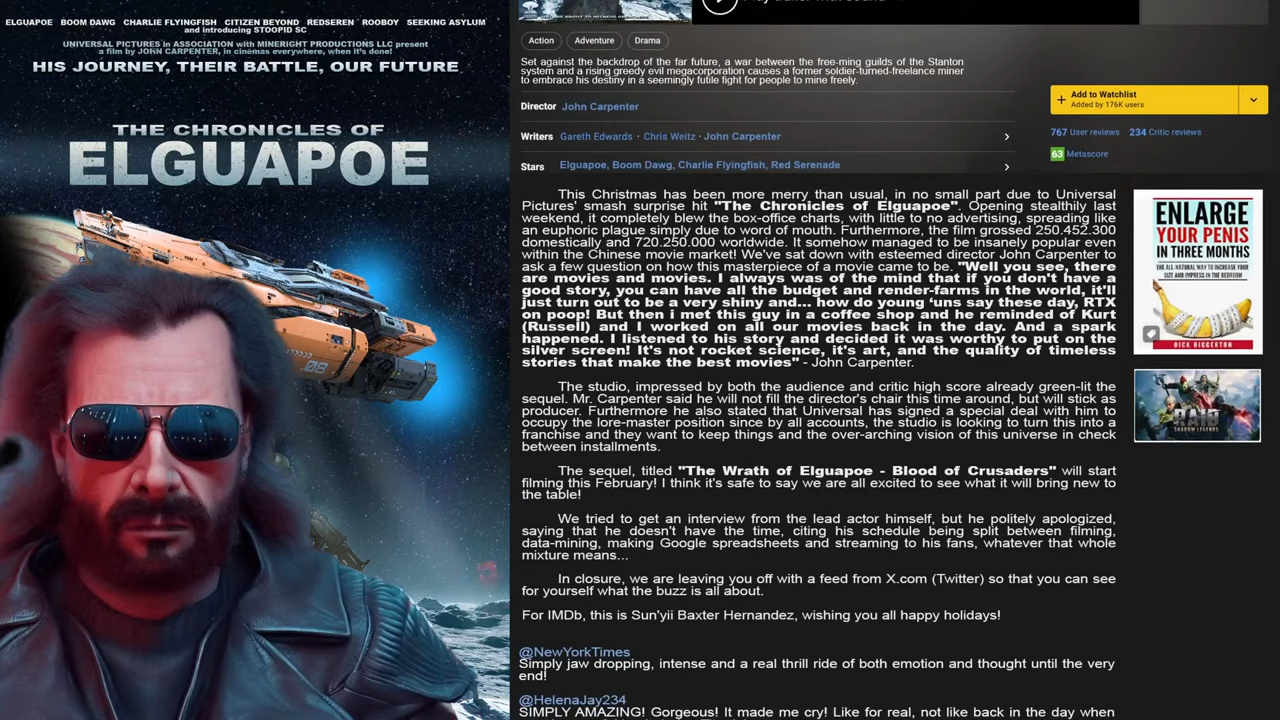 ELGUAPOE BOOM DAWG CHARLIE FLYINGFISH CITIZEN BEYOND REDSEREN ROOBOY SEEKING ASYLUM
and introducing STOOPID SC
UNIVERSAL PICTURES in ASSOCIATION with MINERIGHT PRODUCTIONS LLC present
a film by JOHN CARPENTER, in cinemas everywhere, when it's done!
HIS JOURNEY, THEIR BATTLE, OUR FUTURE
THE CHRONICLES OF
ELGUAPOE
08
Action Adventure Drama
Set against the backdrop of the far future, a war between the free-ming guilds of the Stanton
system and a rising greedy evil megacorporation causes a former soldier-turned-freelance miner
to embrace his destiny in a seemingly futile fight for people to mine freely.
Director John Carpenter
Writers Gareth Edwards · Chris Weitz · John Carpenter
Stars Elguapoe, Boom Dawg, Charlie Flyingfish, Red Serenade
Add to Watchlist
Added by 176K users
767 User reviews 234 Critic reviews
63 Metascore
This Christmas has been more merry than usual, in no small part due to Universal
Pictures' smash surprise hit "The Chronicles of Elguapoe". Opening stealthily last
weekend, it completely blew the box-office charts, with little to no advertising, spreading like
an euphoric plague simply due to word of mouth. Furthermore, the film grossed 250.452.300
domestically and 720.250.000 worldwide. It somehow managed to be insanely popular even
within the Chinese movie market! We've sat down with esteemed director John Carpenter to
ask a few question on how this masterpiece of a movie came to be. "Well you see, there
are movies and movies. I always was of the mind that if you don't have a
good story, you can have all the budget and render-farms in the world, it'll
just turn out to be a very shiny and... how do young 'uns say these day, RTX
on poop! But then i met this guy in a coffee shop and he reminded of Kurt
(Russell) and I worked on all our movies back in the day. And a spark
happened. I listened to his story and decided it was worthy to put on the
silver screen! It's not rocket science, it's art, and the quality of timeless
stories that make the best movies" - John Carpenter.
The studio, impressed by both the audience and critic high score already green-lit the
sequel. Mr. Carpenter said he will not fill the director's chair this time around, but will stick as
producer. Furthermore he also stated that Universal has signed a special deal with him to
occupy the lore-master position since by all accounts, the studio is looking to turn this into a
franchise and they want to keep things and the over-arching vision of this universe in check
between installments.
The sequel, titled "The Wrath of Elguapoe - Blood of Crusaders" will start
filming this February! I think it's safe to say we are all excited to see what it will bring new to
the table!
We tried to get an interview from the lead actor himself, but he politely apologized,
saying that he doesn't have the time, citing his schedule being split between filming,
data-mining, making Google spreadsheets and streaming to his fans, whatever that whole
mixture means...
In closure, we are leaving you off with a feed from X.com (Twitter) so that you can see
for yourself what the buzz is all about.
For IMDb, this is Sun'yii Baxter Hernandez, wishing you all happy holidays!
@NewYorkTimes
Simply jaw dropping, intense and a real thrill ride of both emotion and thought until the very
end!
@HelenaJay234
SIMPLY AMAZING! Gorgeous! It made me cry! Like for real, not like back in the day when
ENLARGE
YOUR PENIS
IN THREE MONTHS
THE ALL-NATURAL WAY TO INCREASE YOUR
SIZE AND IMPRESS IN THE BEDROOM
DICK BIGGERTON
RAID
SHADOW LEGENDS